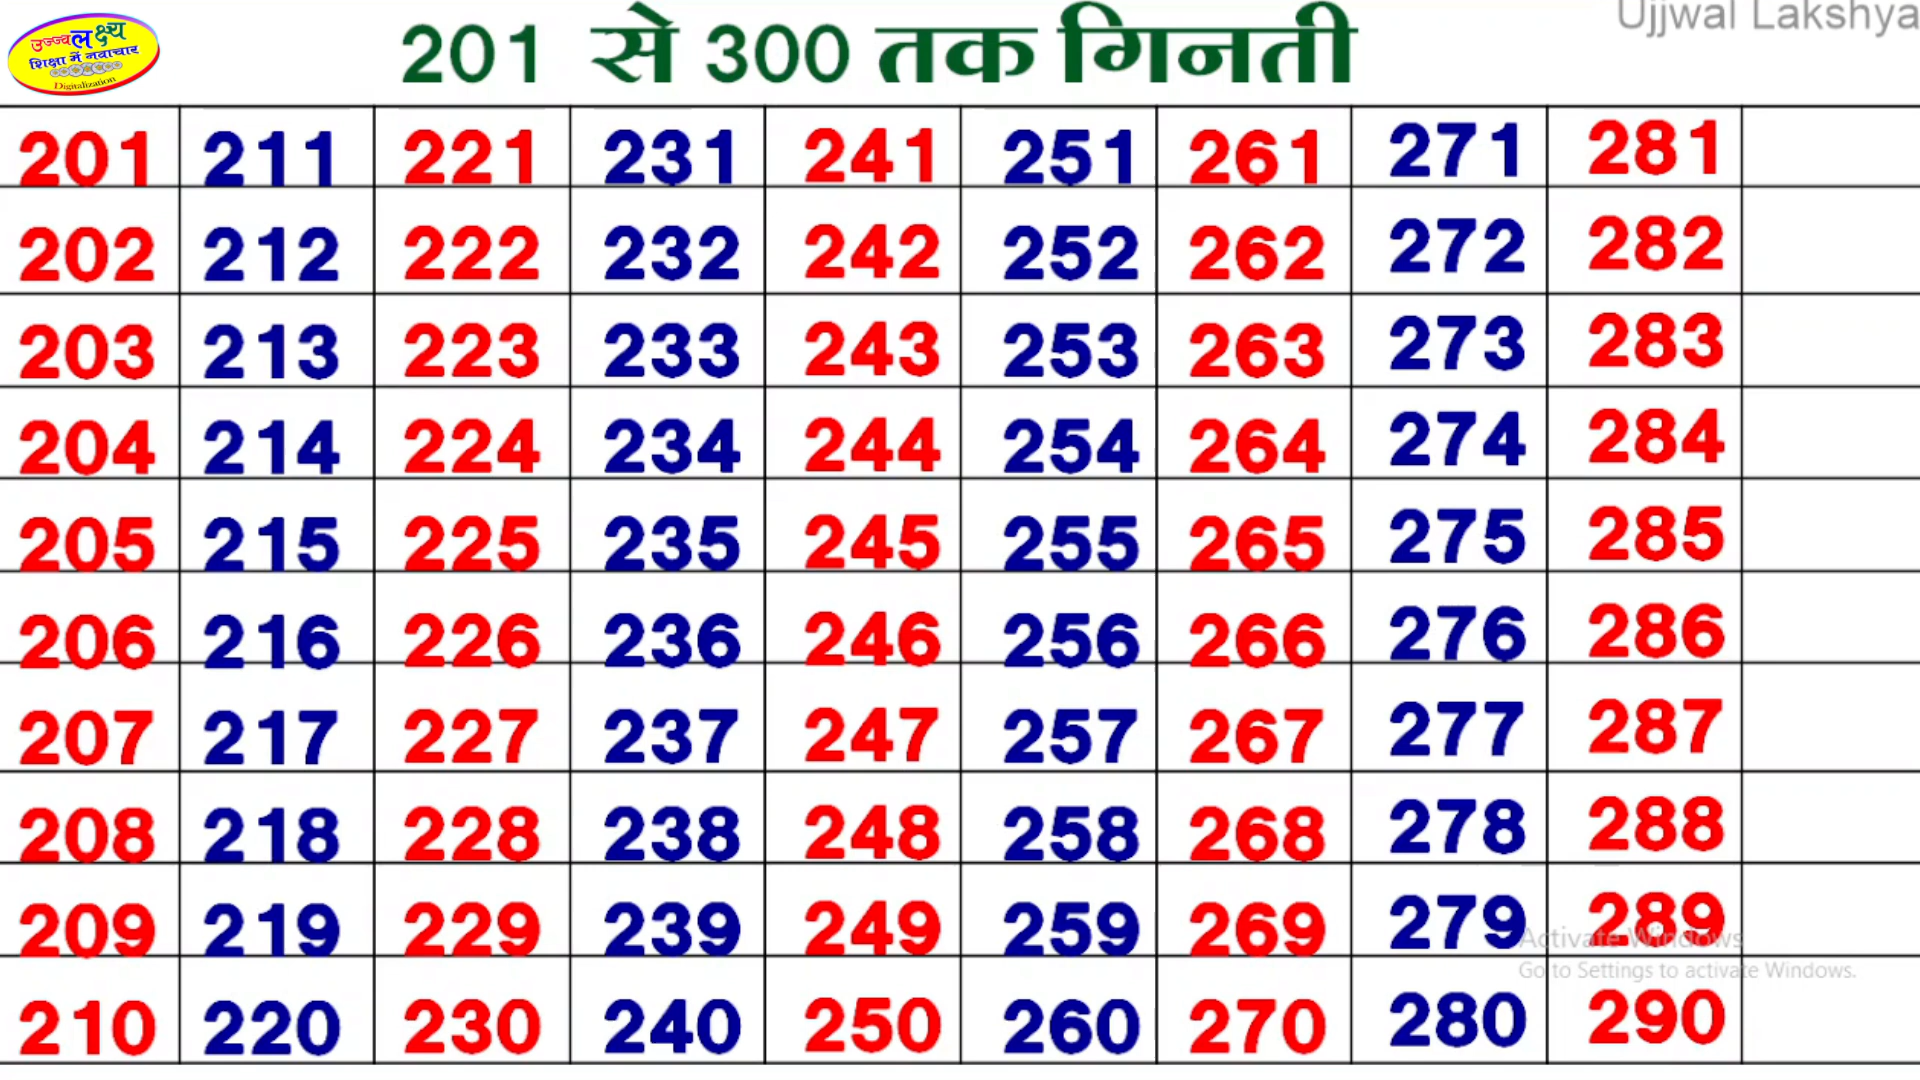 उज्ज्वल लक्ष्य
शिक्षा में नवाचार
Digitalization
201 से 300 तक गिनती
Ujjwal Lakshya
201 211 221 231 241 251 261 271 281
202 212 222 232 242 252 262 272 282
203 213 223 233 243 253 263 273 283
204 214 224 234 244 254 264 274 284
205 215 225 235 245 255 265 275 285
206 216 226 236 246 256 266 276 286
207 217 227 237 247 257 267 277 287
208 218 228 238 248 258 268 278 288
209 219 229 239 249 259 269 279 289
Activate Windows
Go to Settings to activate Windows.
210 220 230 240 250 260 270 280 290